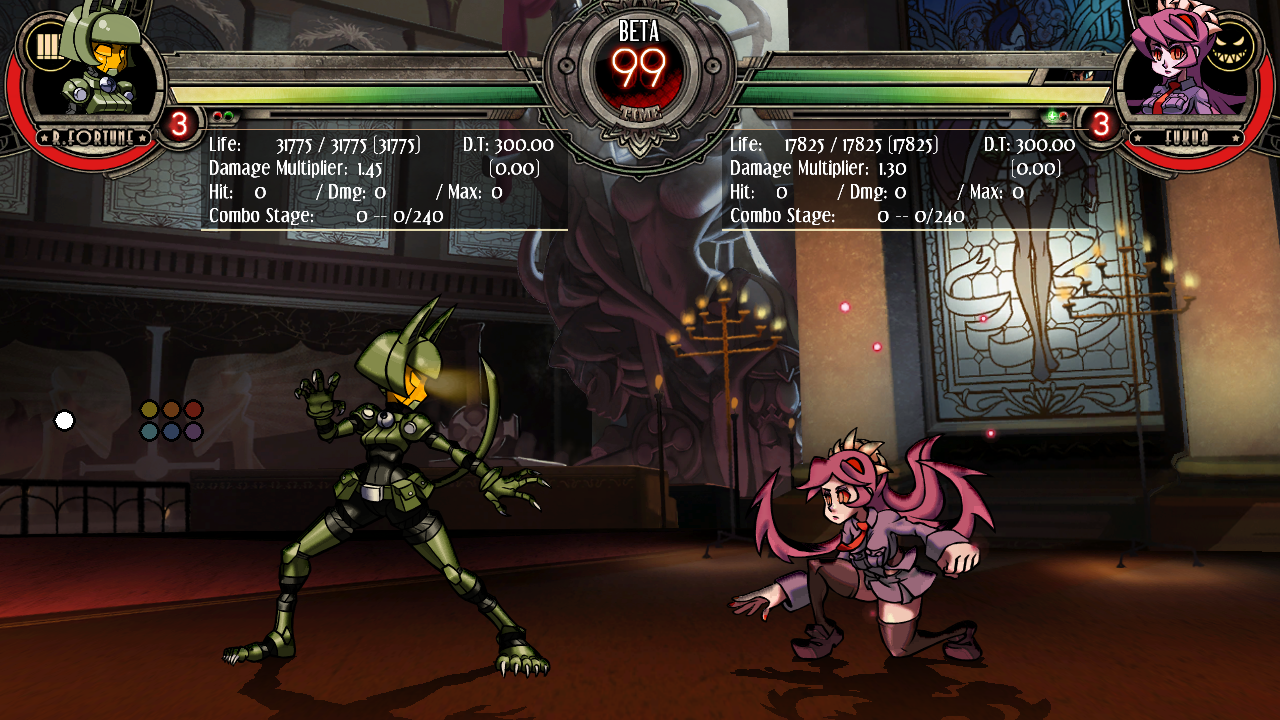 BETA
99
TIME
R.FORTUNE
3
3
FUKUA
Life: 31775 / 31775 (31775) D.T: 300.00
Damage Multiplier: 1.45 (0.00)
Hit: 0 / Dmg: 0 / Max: 0
Combo Stage: 0 -- 0/240
Life: 17825 / 17825 (17825) D.T: 300.00
Damage Multiplier: 1.30 (0.00)
Hit: 0 / Dmg: 0 / Max: 0
Combo Stage: 0 -- 0/240